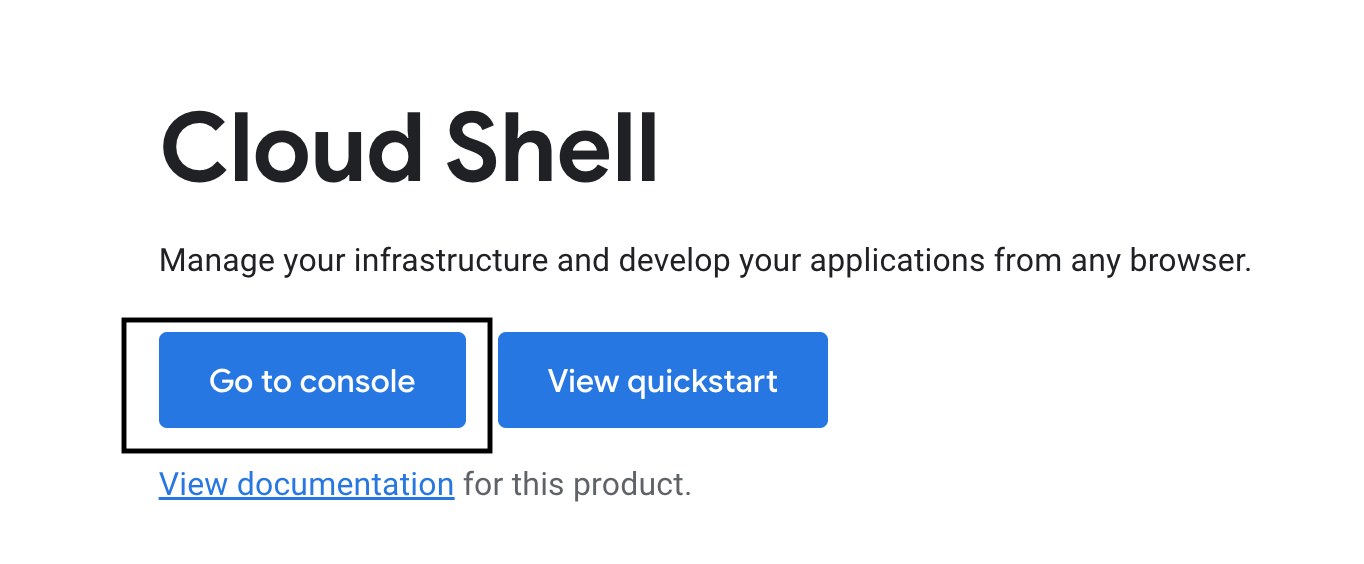 Cloud Shell
Manage your infrastructure and develop your applications from any browser.
Go to console
View quickstart
View documentation for this product.